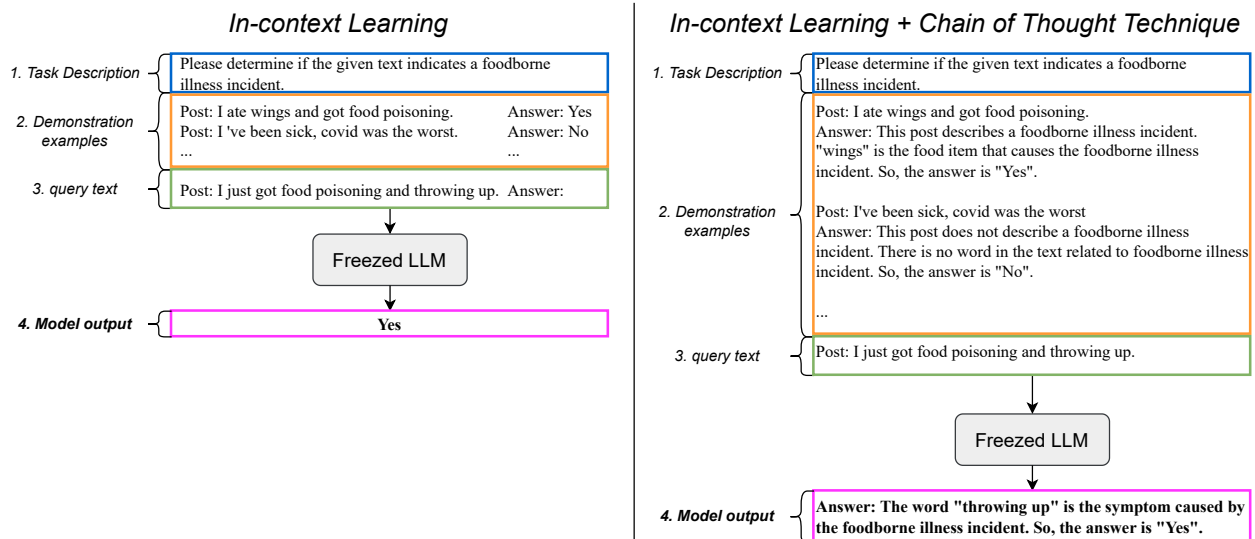 In-context Learning
1. Task Description
Please determine if the given text indicates a foodborne
illness incident.
2. Demonstration
examples
Post: I ate wings and got food poisoning. Answer: Yes
Post: I 've been sick, covid was the worst. Answer: No
... ...
3. query text
Post: I just got food poisoning and throwing up. Answer:
Freezed LLM
4. Model output
Yes
In-context Learning + Chain of Thought Technique
1. Task Description
Please determine if the given text indicates a foodborne
illness incident.
2. Demonstration
examples
Post: I ate wings and got food poisoning.
Answer: This post describes a foodborne illness incident.
"wings" is the food item that causes the foodborne illness
incident. So, the answer is "Yes".
Post: I've been sick, covid was the worst
Answer: This post does not describe a foodborne illness
incident. There is no word in the text related to foodborne illness
incident. So, the answer is "No".
...
3. query text
Post: I just got food poisoning and throwing up.
Freezed LLM
4. Model output
Answer: The word "throwing up" is the symptom caused by
the foodborne illness incident. So, the answer is "Yes".